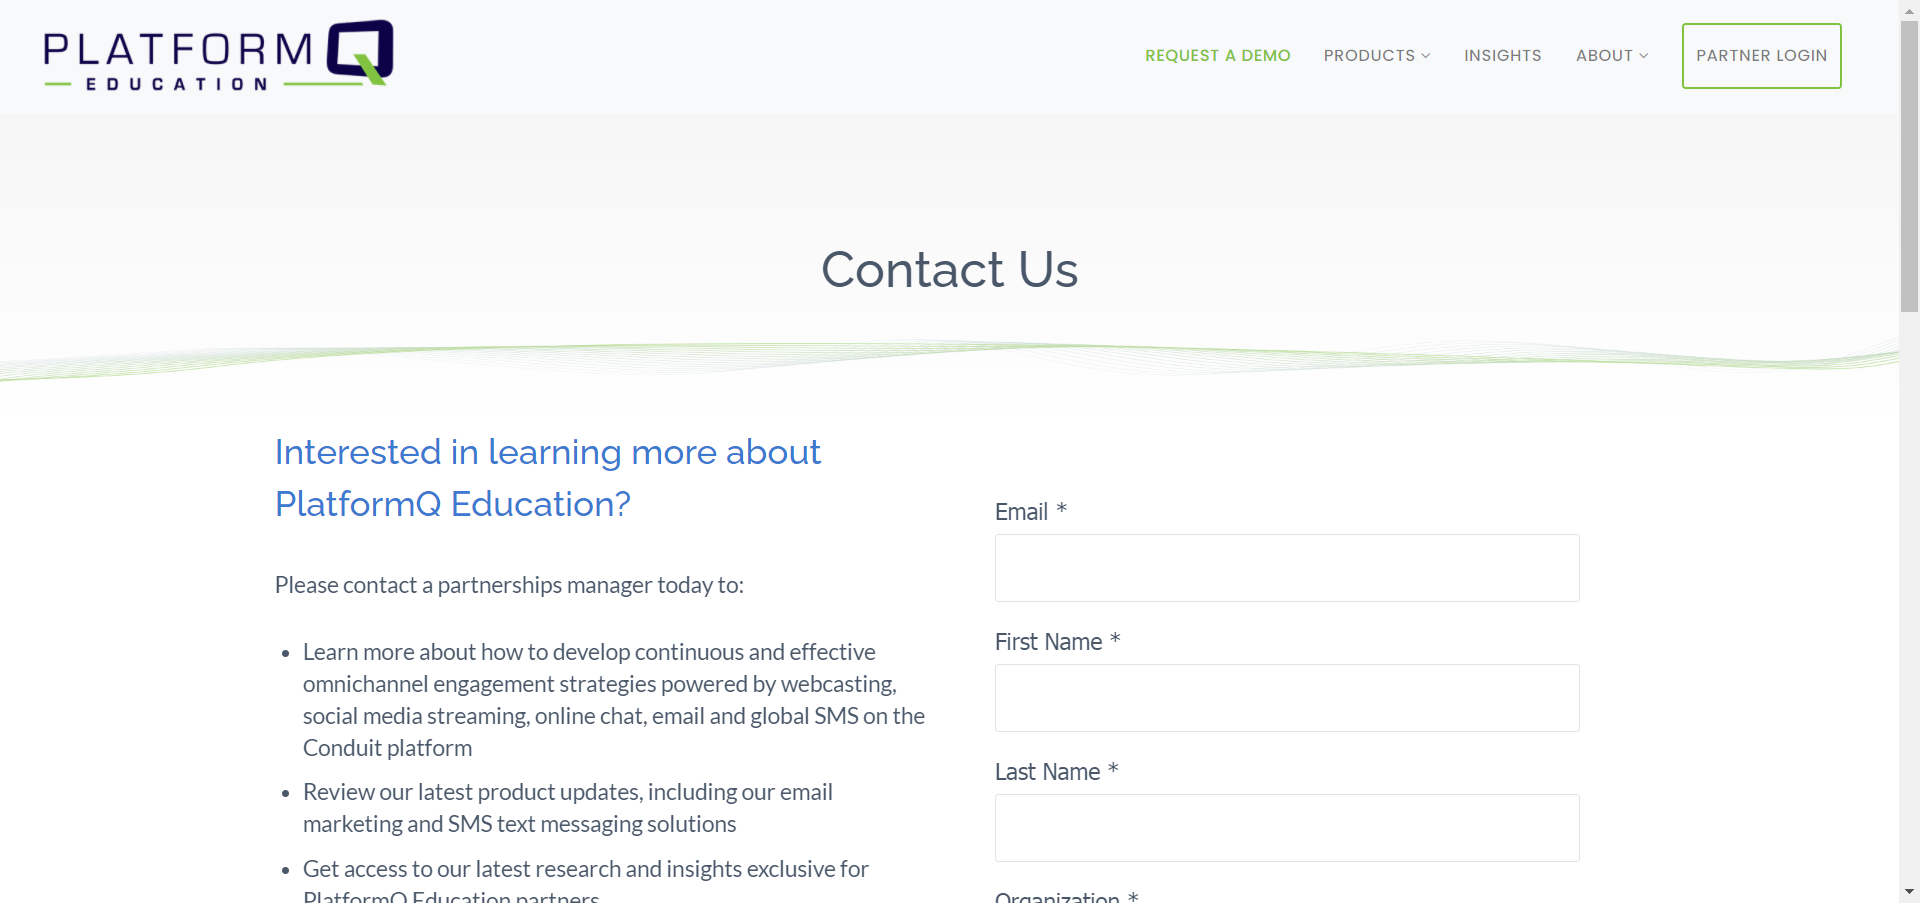 PLATFORM Q
EDUCATION
REQUEST A DEMO
PRODUCTS
INSIGHTS
ABOUT
PARTNER LOGIN
Contact Us
Interested in learning more about
PlatformQ Education?
Please contact a partnerships manager today to:
• Learn more about how to develop continuous and effective
omnichannel engagement strategies powered by webcasting,
social media streaming, online chat, email and global SMS on the
Conduit platform
• Review our latest product updates, including our email
marketing and SMS text messaging solutions
• Get access to our latest research and insights exclusive for
PlatformQ Education partners
Email *
First Name *
Last Name *
Organization *